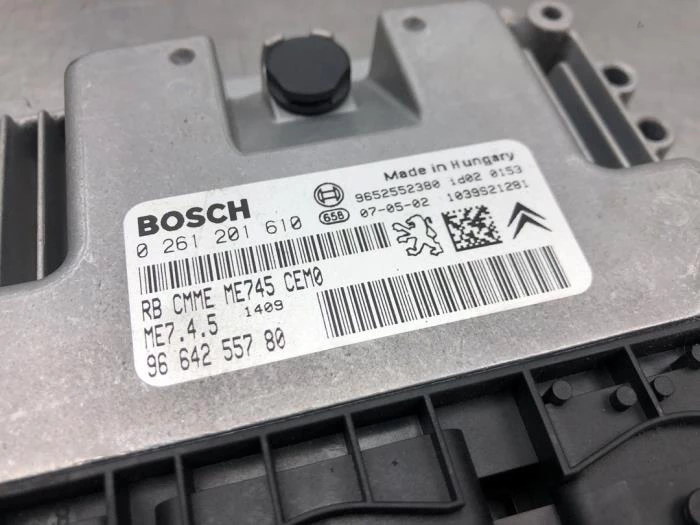 Made in Hungary
BOSCH
658
9652552380 1d02 0153
07-05-02 1039S21281
0 261 201 610
RB CMME ME745 CEM0
ME7.4.5 1409
96 642 557 80